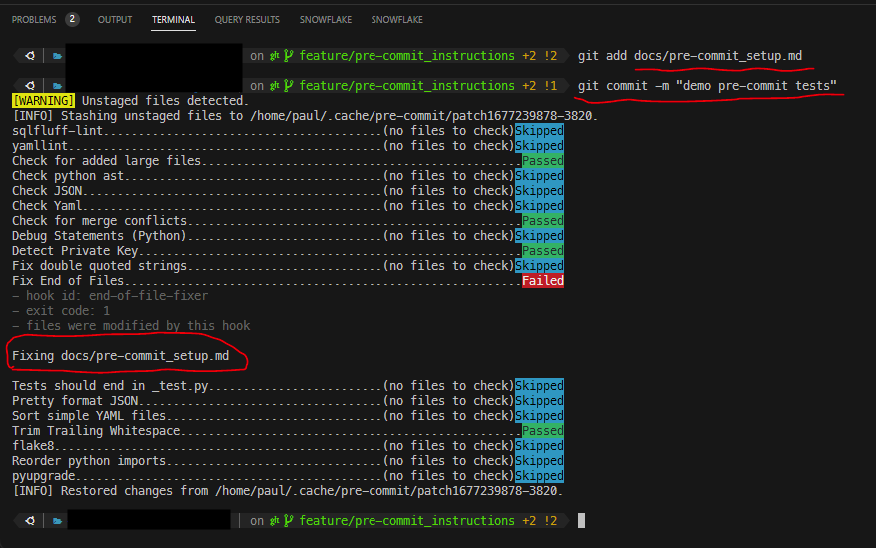 PROBLEMS 2 OUTPUT TERMINAL QUERY RESULTS SNOWFLAKE SNOWFLAKE
on feature/pre-commit_instructions +2 !2 git add docs/pre-commit_setup.md
on feature/pre-commit_instructions +2 !1 git commit -m "demo pre-commit tests"
[WARNING] Unstaged files detected.
[INFO] Stashing unstaged files to /home/paul/.cache/pre-commit/patch1677239878-3820.
sqlfluff-lint.......................................(no files to check)Skipped
yamllint............................................(no files to check)Skipped
Check for added large files..............................................Passed
Check python ast....................................(no files to check)Skipped
Check JSON..........................................(no files to check)Skipped
Check Yaml..........................................(no files to check)Skipped
Check for merge conflicts................................................Passed
Debug Statements (Python)...........................(no files to check)Skipped
Detect Private Key.......................................................Passed
Fix double quoted strings...........................(no files to check)Skipped
Fix End of Files.........................................................Failed
- hook id: end-of-file-fixer
- exit code: 1
- files were modified by this hook
Fixing docs/pre-commit_setup.md
Tests should end in _test.py........................(no files to check)Skipped
Pretty format JSON..................................(no files to check)Skipped
Sort simple YAML files..............................(no files to check)Skipped
Trim Trailing Whitespace.................................................Passed
flake8..............................................(no files to check)Skipped
Reorder python imports..............................(no files to check)Skipped
pyupgrade...........................................(no files to check)Skipped
[INFO] Restored changes from /home/paul/.cache/pre-commit/patch1677239878-3820.
on feature/pre-commit_instructions +2 !2